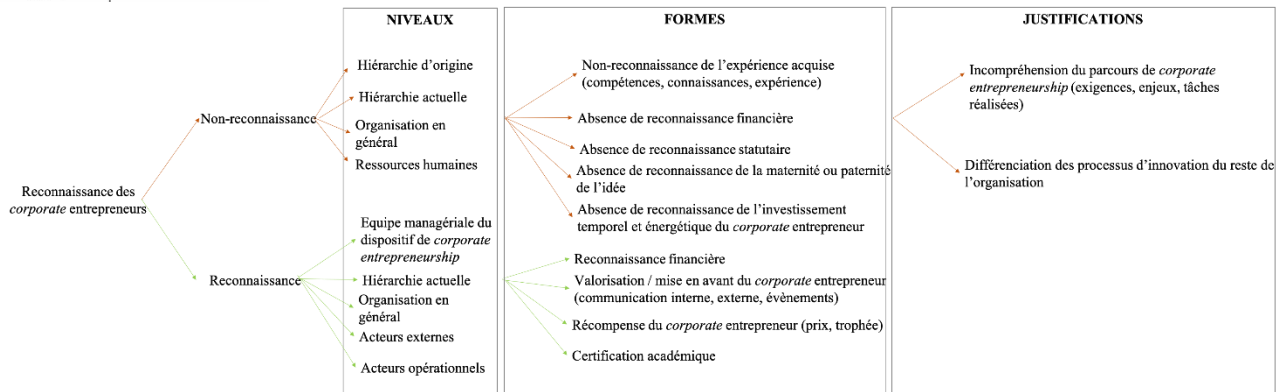 NIVEAUX
FORMES
JUSTIFICATIONS
Reconnaissance des
corporate entrepreneurs
Non-reconnaissance
Hiérarchie d’origine
Hiérarchie actuelle
Organisation en
général
Ressources humaines
Non-reconnaissance de l’expérience acquise
(compétences, connaissances, expérience)
Absence de reconnaissance financière
Absence de reconnaissance statutaire
Absence de reconnaissance de la maternité ou paternité
de l’idée
Absence de reconnaissance de l’investissement
temporel et énergétique du corporate entrepreneur
Incompréhension du parcours de corporate
entrepreneurship (exigences, enjeux, tâches
réalisées)
Différenciation des processus d’innovation du reste de
l’organisation
Reconnaissance
Equipe managériale du
dispositif de corporate
entrepreneurship
Hiérarchie actuelle
Organisation en
général
Acteurs externes
Acteurs opérationnels
Reconnaissance financière
Valorisation / mise en avant du corporate entrepreneur
(communication interne, externe, évènements)
Récompense du corporate entrepreneur (prix, trophée)
Certification académique